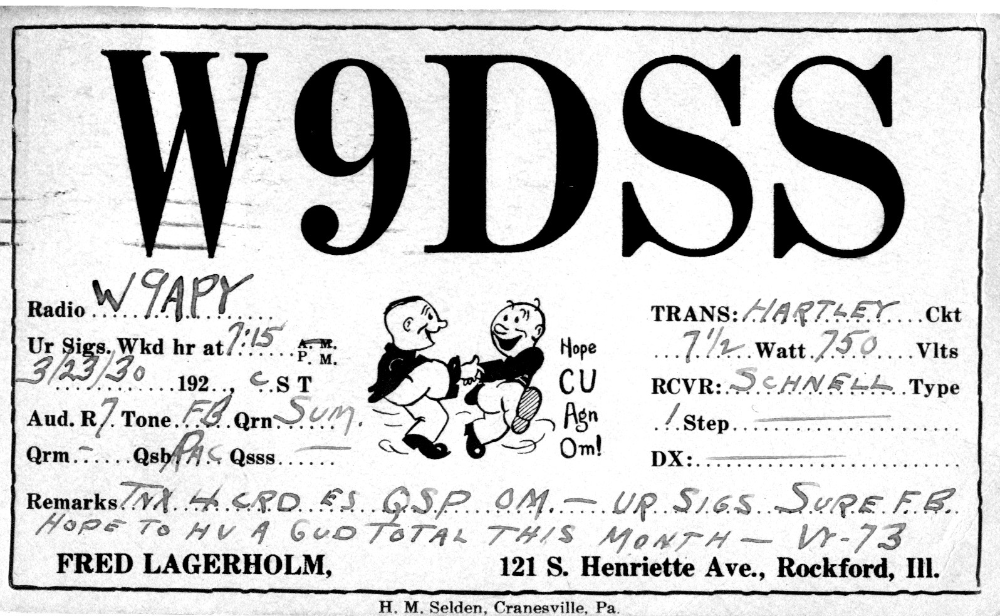 W9DSS
Radio W9APY
Ur Sigs. Wkd hr at 7:15 A. M.
P. M.
3/23/30 192.., C.S T
Aud. R 7. Tone FB Qrn SUM.
Qrm - Qsb PAC Qsss —
Hope
CU
Agn
Om!
TRANS: HARTLEY Ckt
7 1/2 Watt 750 Vlts
RCVR: SCHNELL Type
1 Step —
DX: —
Remarks TNX 4 CRD ES QSP OM. — UR SIGS SURE F.B.
HOPE TO HV A GUD TOTAL THIS MONTH — VY-73
FRED LAGERHOLM, 121 S. Henriette Ave., Rockford, Ill.
H. M. Selden, Cranesville, Pa.